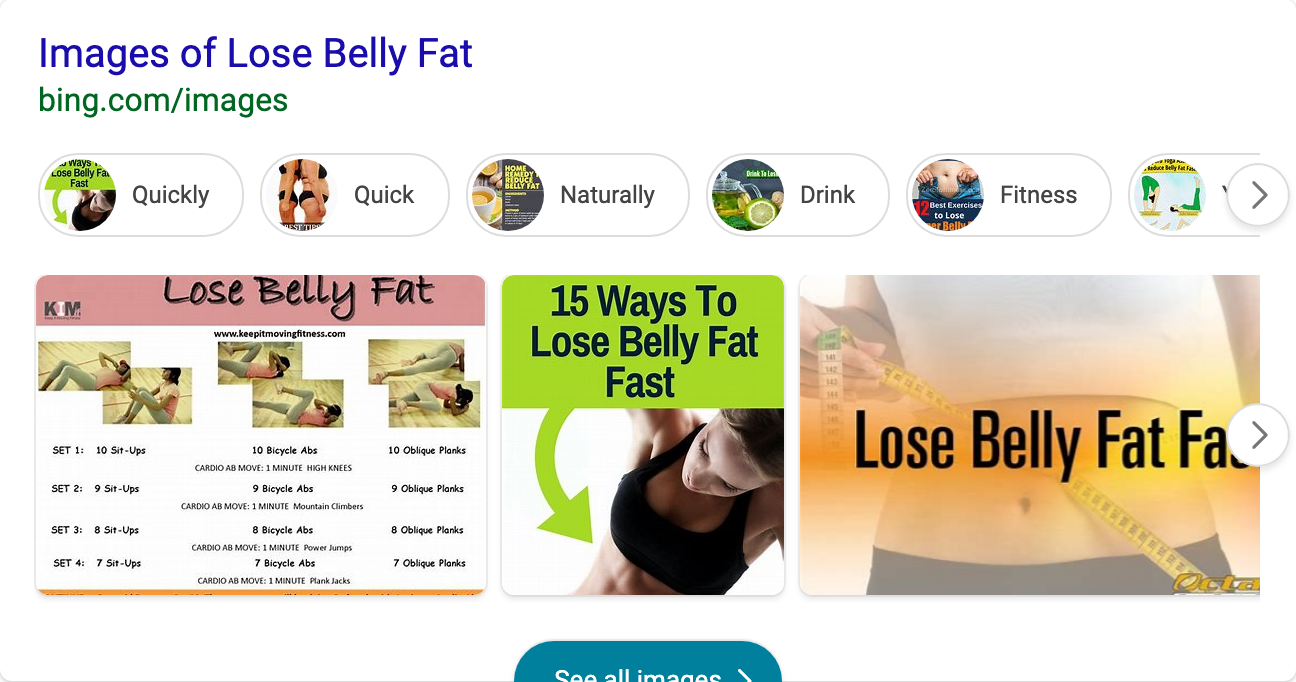 Images of Lose Belly Fat
bing.com/images
15 Ways To
Lose Belly Fat
Fast
Quickly
Quick
HOME
REMEDY
REDUCE
BELLY FAT
Naturally
Drink To Lose
Drink
12 Best Exercises
to Lose
Fitness
Reduce Belly Fat Fast
Lose Belly Fat
KIM
www.keepitmovingfitness.com
SET 1: 10 Sit-Ups 10 Bicycle Abs 10 Oblique Planks
CARDIO AB MOVE: 1 MINUTE HIGH KNEES
SET 2: 9 Sit-Ups 9 Bicycle Abs 9 Oblique Planks
CARDIO AB MOVE: 1 MINUTE Mountain Climbers
SET 3: 8 Sit-Ups 8 Bicycle Abs 8 Oblique Planks
CARDIO AB MOVE: 1 MINUTE Power Jumps
SET 4: 7 Sit-Ups 7 Bicycle Abs 7 Oblique Planks
CARDIO AB MOVE: 1 MINUTE Plank Jacks
15 Ways To
Lose Belly Fat
Fast
Lose Belly Fat Fas
Octa
See all images